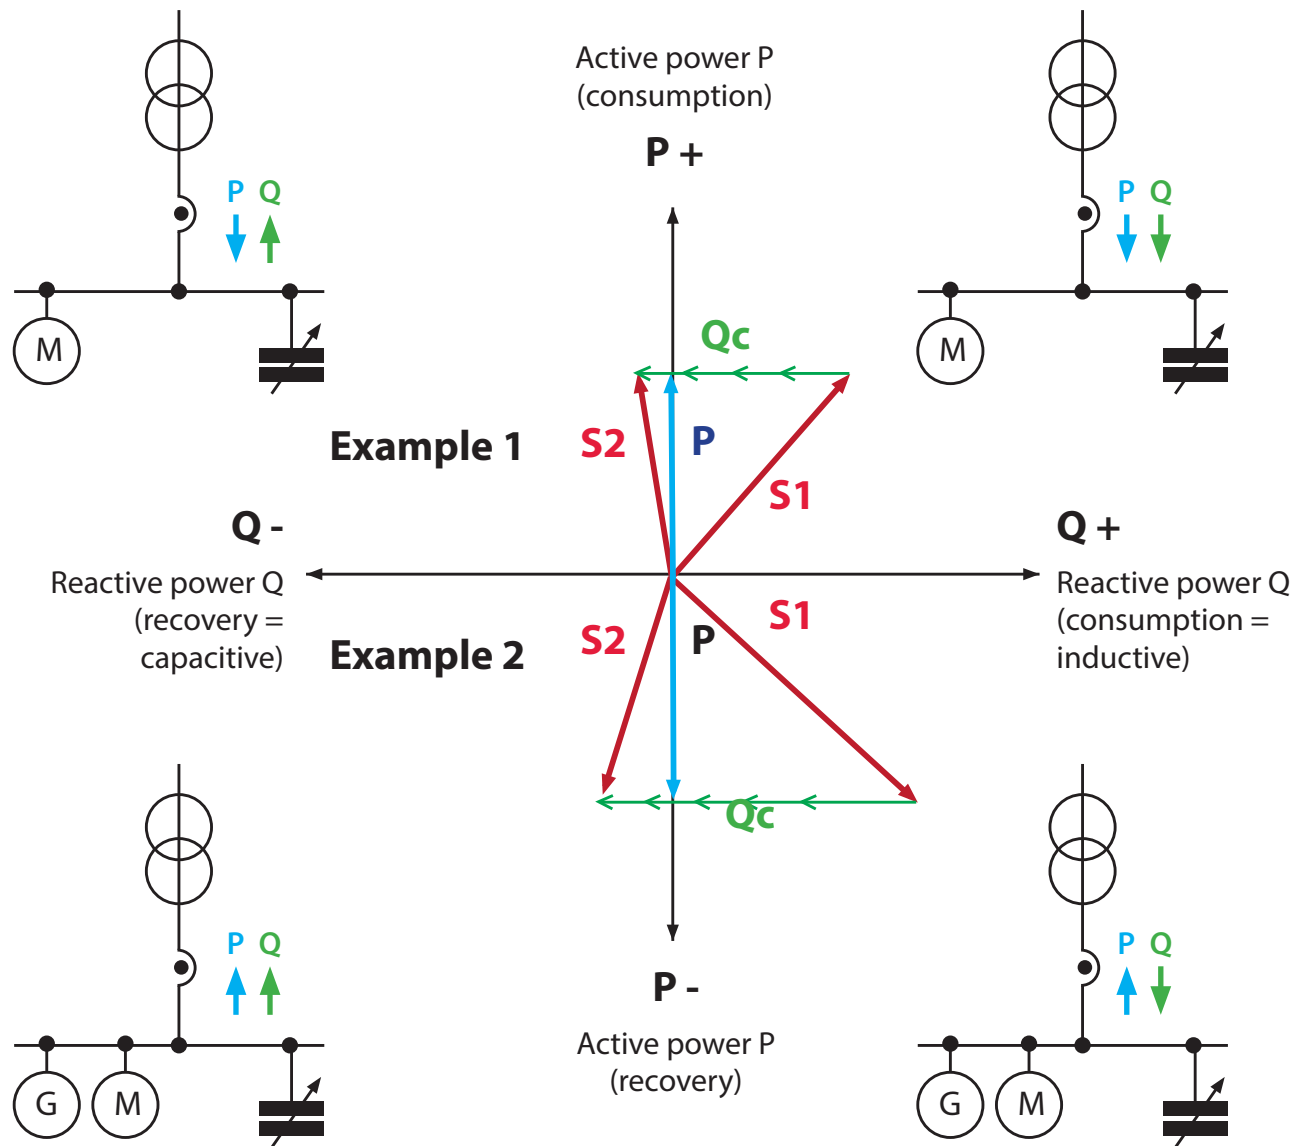 Active power P
(consumption)
P +
P Q
P Q
M
M
Qc
Example 1
S2
P
S1
Q -
Q +
Reactive power Q
(recovery =
capacitive)
Reactive power Q
(consumption =
inductive)
Example 2
S2
P
S1
Qc
P Q
P Q
P -
Active power P
(recovery)
G M
G M